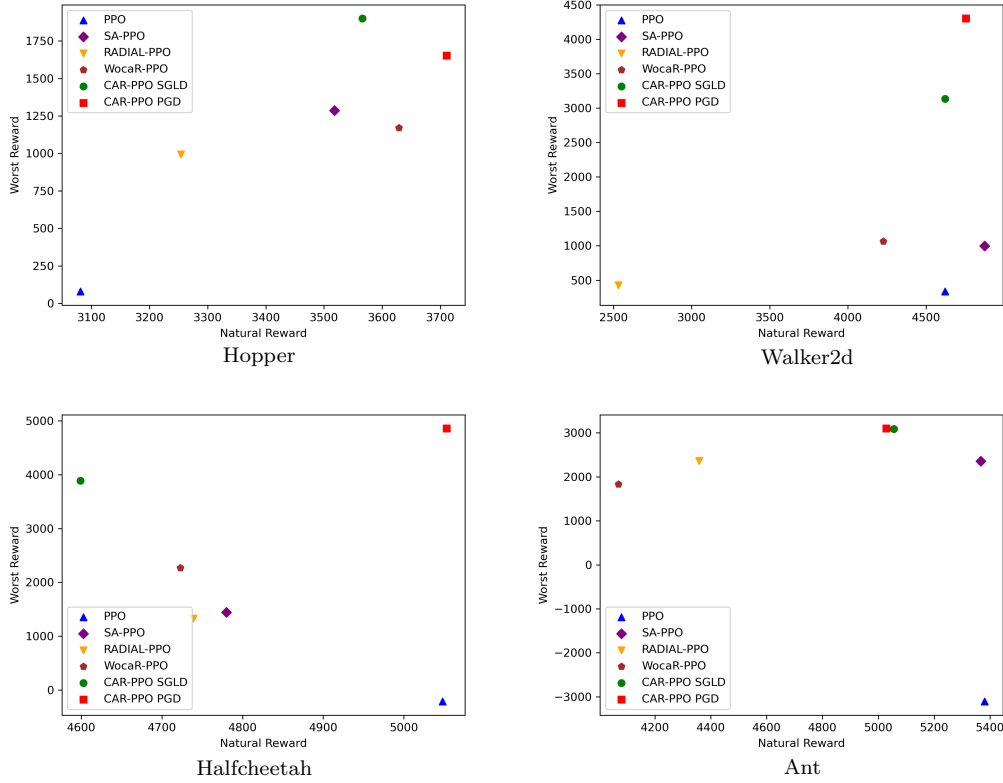 PPO
SA-PPO
RADIAL-PPO
WocaR-PPO
CAR-PPO SGLD
CAR-PPO PGD
1750
1500
1250
1000
750
500
250
0
Worst Reward
3100 3200 3300 3400 3500 3600 3700
Natural Reward
Hopper
PPO
SA-PPO
RADIAL-PPO
WocaR-PPO
CAR-PPO SGLD
CAR-PPO PGD
4500
4000
3500
3000
2500
2000
1500
1000
500
Worst Reward
2500 3000 3500 4000 4500
Natural Reward
Walker2d
5000
4000
3000
2000
1000
0
Worst Reward
PPO
SA-PPO
RADIAL-PPO
WocaR-PPO
CAR-PPO SGLD
CAR-PPO PGD
4600 4700 4800 4900 5000
Natural Reward
Halfcheetah
3000
2000
1000
0
−1000
−2000
−3000
Worst Reward
PPO
SA-PPO
RADIAL-PPO
WocaR-PPO
CAR-PPO SGLD
CAR-PPO PGD
4200 4400 4600 4800 5000 5200 5400
Natural Reward
Ant